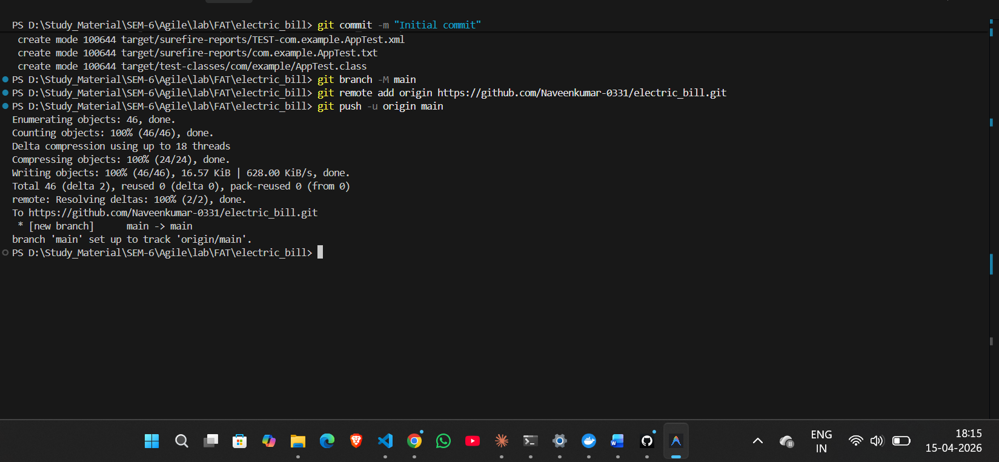 PS D:\Study_Material\SEM-6\Agile\lab\FAT\electric_bill> git commit -m "Initial commit"
create mode 100644 target/surefire-reports/TEST-com.example.AppTest.xml
create mode 100644 target/surefire-reports/com.example.AppTest.txt
create mode 100644 target/test-classes/com/example/AppTest.class
PS D:\Study_Material\SEM-6\Agile\lab\FAT\electric_bill> git branch -M main
PS D:\Study_Material\SEM-6\Agile\lab\FAT\electric_bill> git remote add origin https://github.com/Naveenkumar-0331/electric_bill.git
PS D:\Study_Material\SEM-6\Agile\lab\FAT\electric_bill> git push -u origin main
Enumerating objects: 46, done.
Counting objects: 100% (46/46), done.
Delta compression using up to 18 threads
Compressing objects: 100% (24/24), done.
Writing objects: 100% (46/46), 16.57 KiB | 628.00 KiB/s, done.
Total 46 (delta 2), reused 0 (delta 0), pack-reused 0 (from 0)
remote: Resolving deltas: 100% (2/2), done.
To https://github.com/Naveenkumar-0331/electric_bill.git
* [new branch]      main -> main
branch 'main' set up to track 'origin/main'.
PS D:\Study_Material\SEM-6\Agile\lab\FAT\electric_bill>
ENG
IN
18:15
15-04-2026